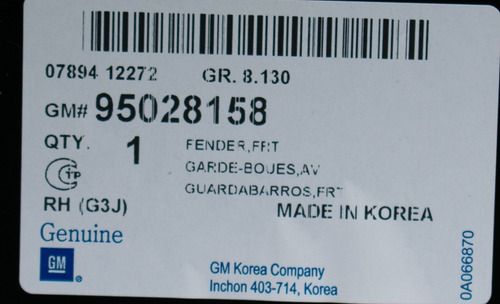 07894 12272 GR. 8.130
GM# 95028158
QTY. 1 FENDER,FRT
GARDE-BOUES,AV
GUARDABARROS,FRT
RH (G3J) MADE IN KOREA
Genuine
GM
GM Korea Company
Inchon 403-714, Korea
0A066870